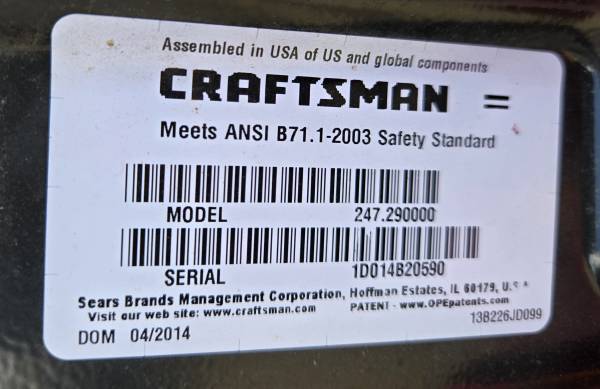 Assembled in USA of US and global components
CRAFTSMAN =
Meets ANSI B71.1-2003 Safety Standard
MODEL 247.290000
SERIAL 1D014B20590
Sears Brands Management Corporation, Hoffman Estates, IL 60179, U.S.A
Visit our web site: www.craftsman.com PATENT - www.OPEpatents.com
DOM 04/2014 13B226JD099